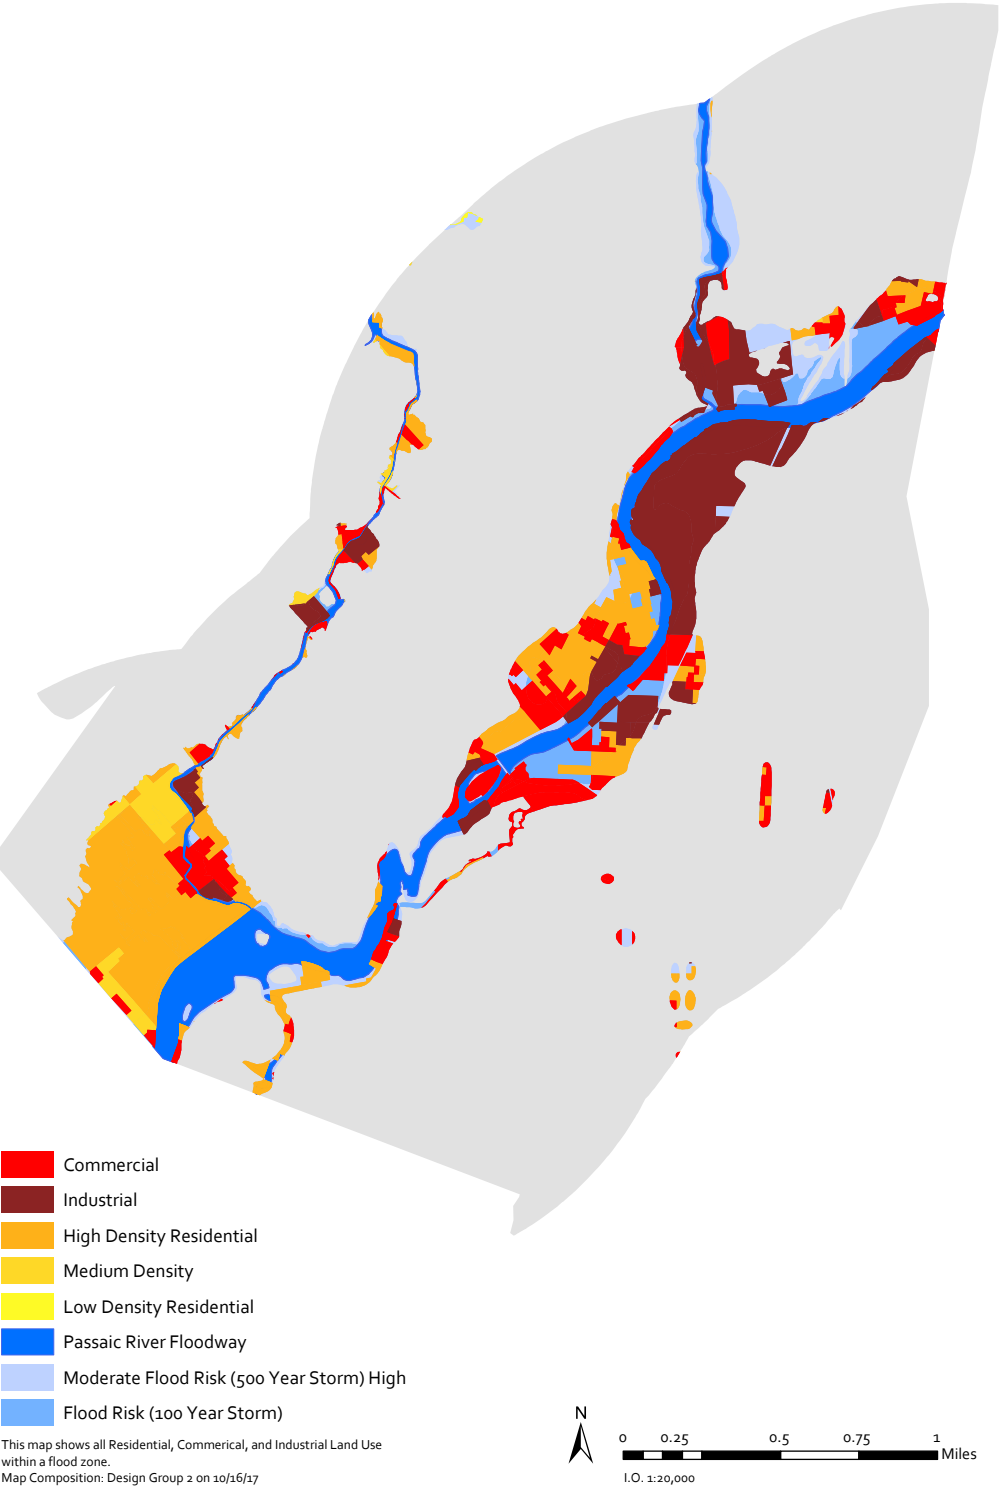 Commercial
Industrial
High Density Residential
Medium Density
Low Density Residential
Passaic River Floodway
Moderate Flood Risk (500 Year Storm) High
Flood Risk (100 Year Storm)
This map shows all Residential, Commerical, and Industrial Land Use
within a flood zone.
Map Composition: Design Group 2 on 10/16/17
N
0 0.25 0.5 0.75 1
Miles
I.O. 1:20,000